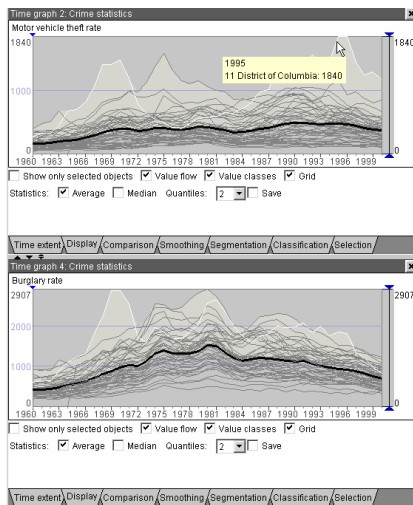 Time graph 2: Crime statistics
Motor vehicle theft rate
1840 1840
1995
11 District of Columbia: 1840
1000
0 0
1960 1963 1966 1969 1972 1975 1978 1981 1984 1987 1990 1993 1996 1999
Show only selected objects Value flow Value classes Grid
Statistics: Average Median Quantiles: 2 Save
Time extent Display Comparison Smoothing Segmentation Classification Selection
Time graph 4: Crime statistics
Burglary rate
2907 2907
2000
1000
0 0
1960 1963 1966 1969 1972 1975 1978 1981 1984 1987 1990 1993 1996 1999
Show only selected objects Value flow Value classes Grid
Statistics: Average Median Quantiles: 2 Save
Time extent Display Comparison Smoothing Segmentation Classification Selection